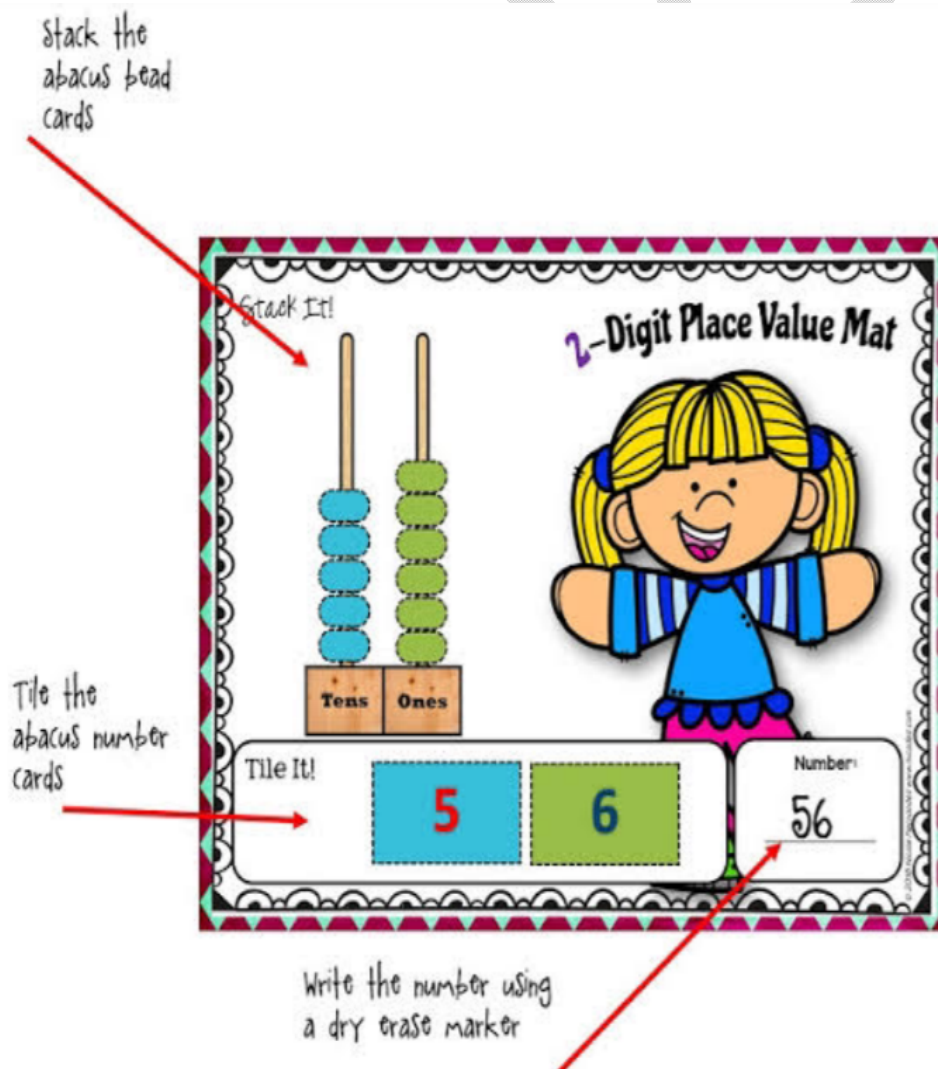 Stack the
abacus bead
cards
Stack It!
2-Digit Place Value Mat
Tens Ones
Tile the
abacus number
cards
Tile It!
5 6
Number:
56
Write the number using
a dry erase marker